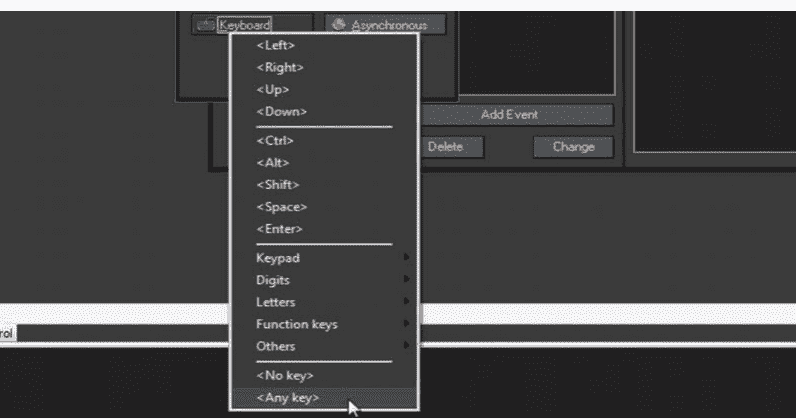 Keyboard
Asynchronous
<Left>
<Right>
<Up>
<Down>
Add Event
<Ctrl>
Delete
Change
<Alt>
<Shift>
<Space>
<Enter>
Keypad
Digits
Letters
Function keys
rol
Others
<No key>
<Any key>